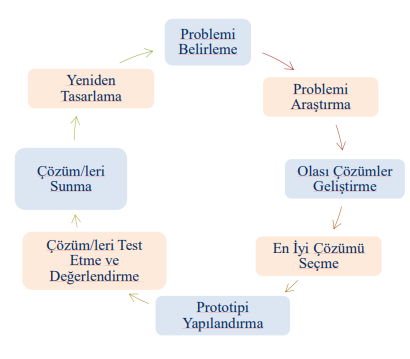 Problemi
Belirleme
Problemi
Araştırma
Olası Çözümler
Geliştirme
En İyi Çözümü
Seçme
Prototipi
Yapılandırma
Çözüm/leri Test
Etme ve
Değerlendirme
Çözüm/leri
Sunma
Yeniden
Tasarlama